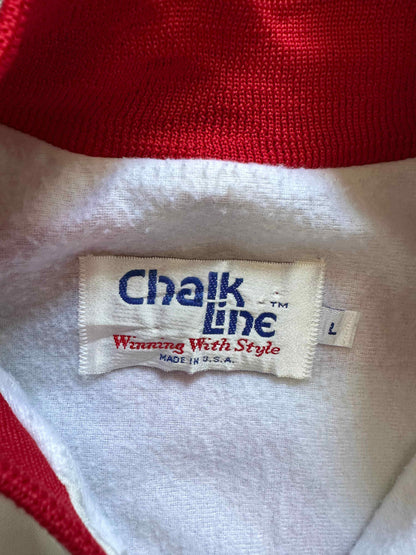 Chalk
Line ™
Winning With Style
MADE IN U.S.A.
L